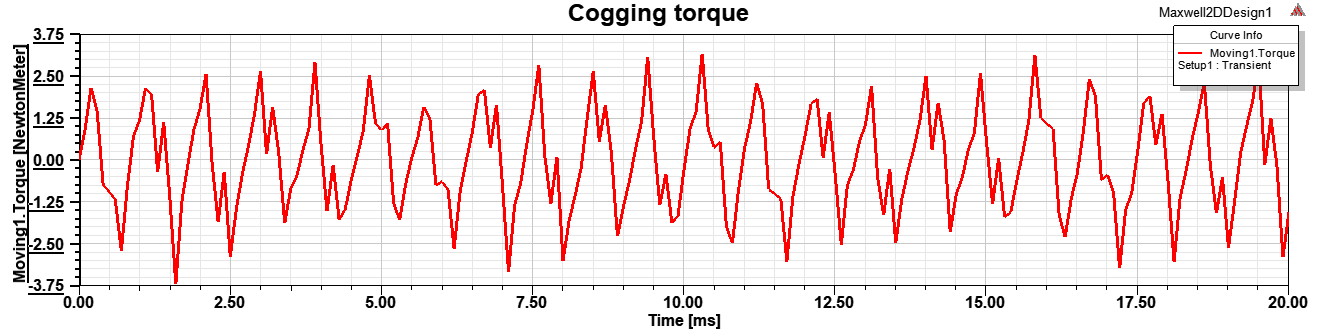 Cogging torque
Maxwell2DDesign1
Curve Info
Moving1.Torque
Setup1 : Transient
Moving1.Torque [NewtonMeter]
3.75
2.50
1.25
0.00
-1.25
-2.50
-3.75
0.00 2.50 5.00 7.50 10.00 12.50 15.00 17.50 20.00
Time [ms]